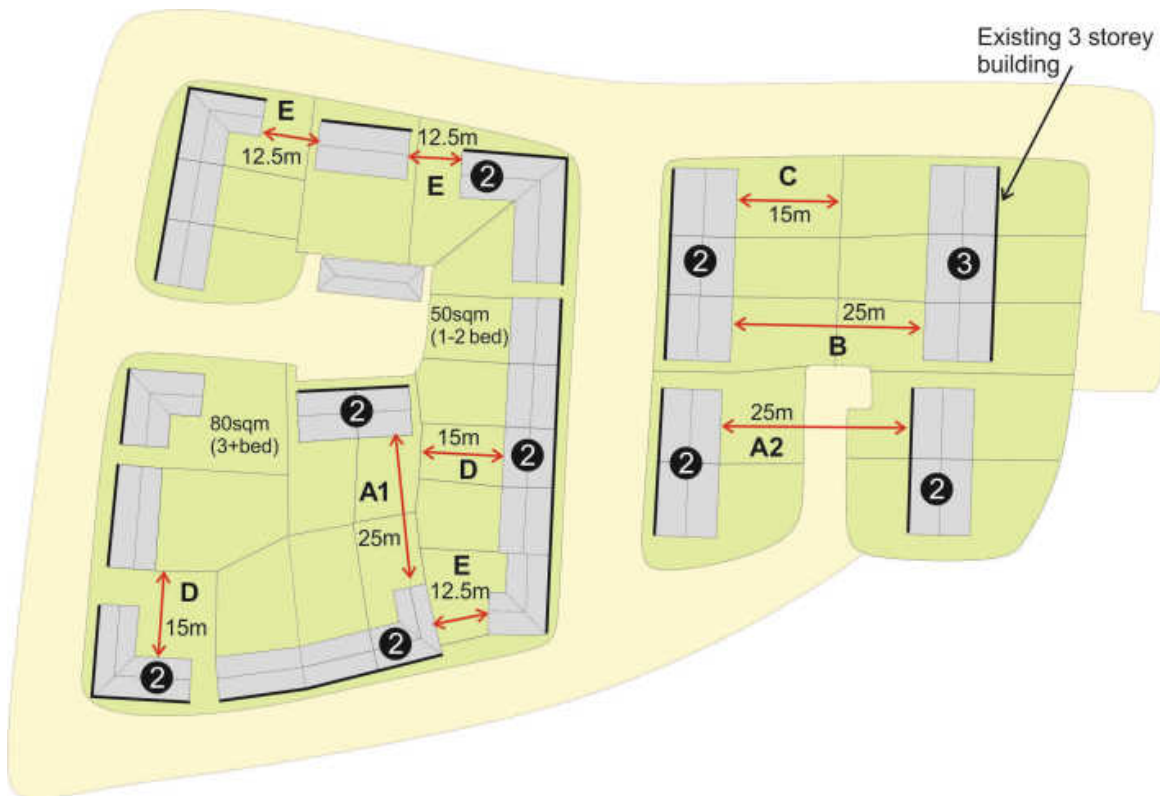 Existing 3 storey
building
E
12.5m
12.5m
E
2
C
15m
2
3
25m
B
50sqm
(1-2 bed)
80sqm
(3+bed)
2
15m
D
2
A1
25m
25m
A2
2
2
E
12.5m
D
15m
2
2